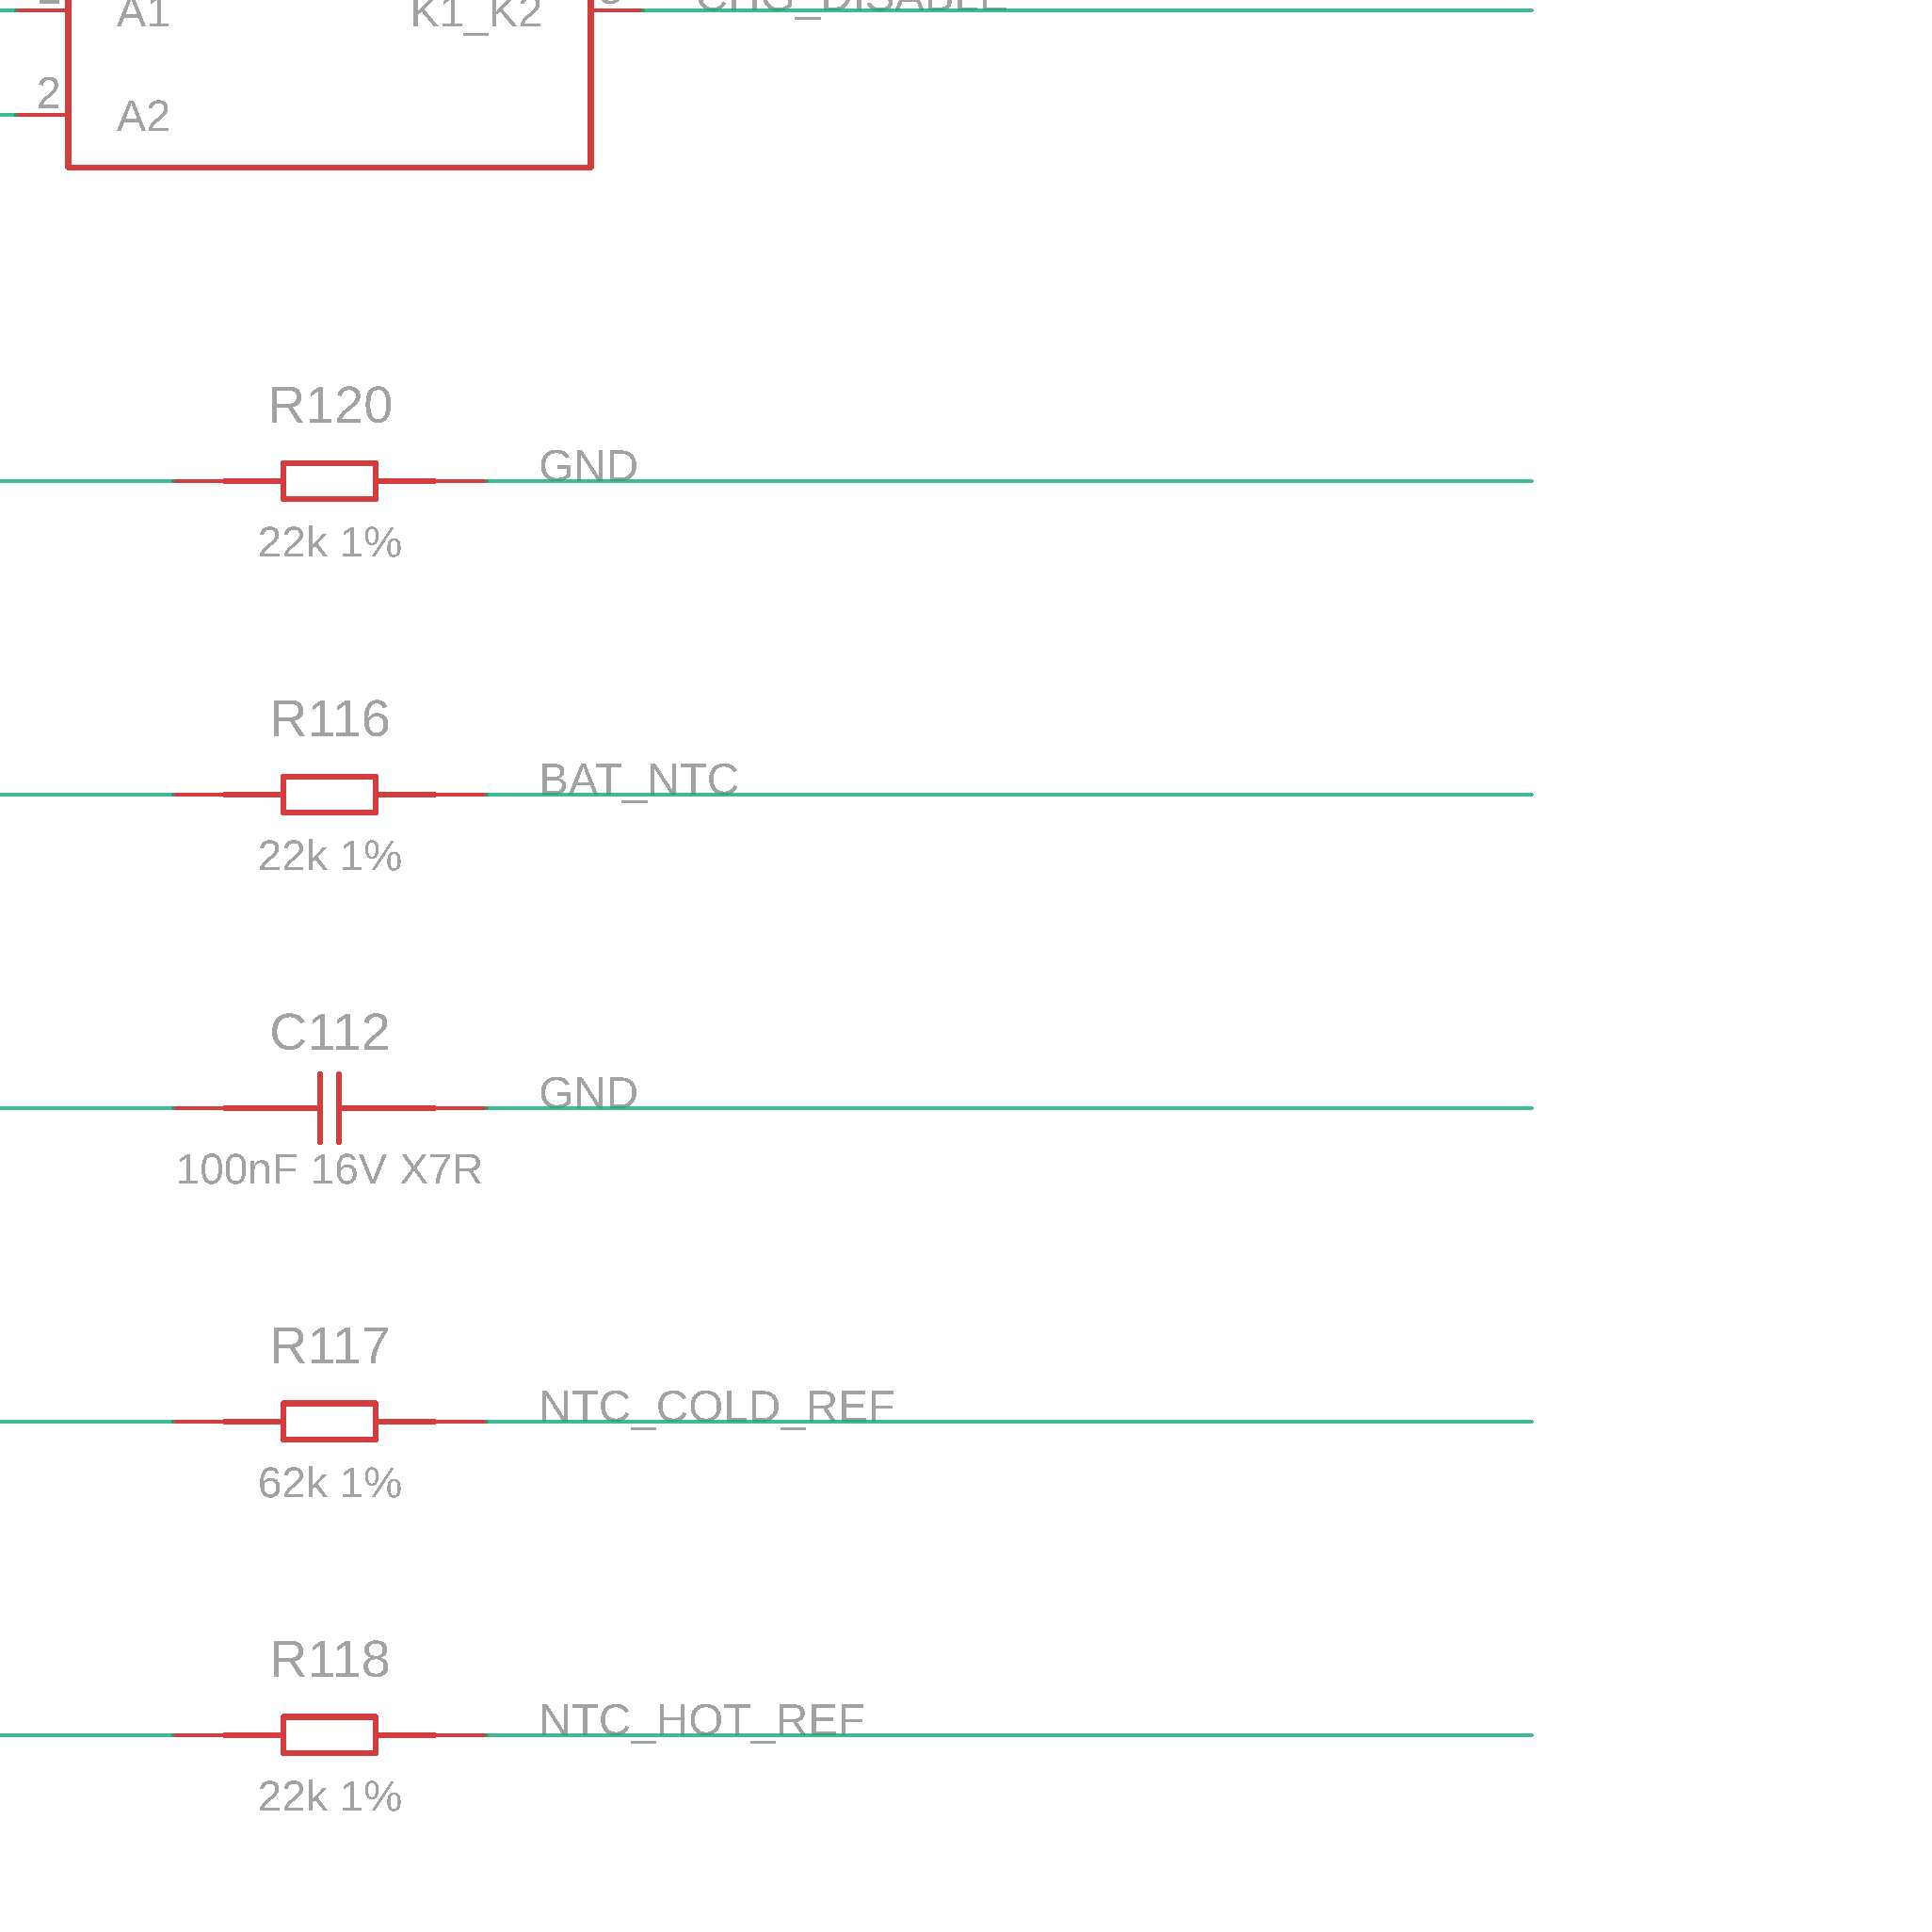 A1
K1_K2
2
A2
R120
GND
22k 1%
R116
BAT_NTC
22k 1%
C112
GND
100nF 16V X7R
R117
NTC_COLD_REF
62k 1%
R118
NTC_HOT_REF
22k 1%